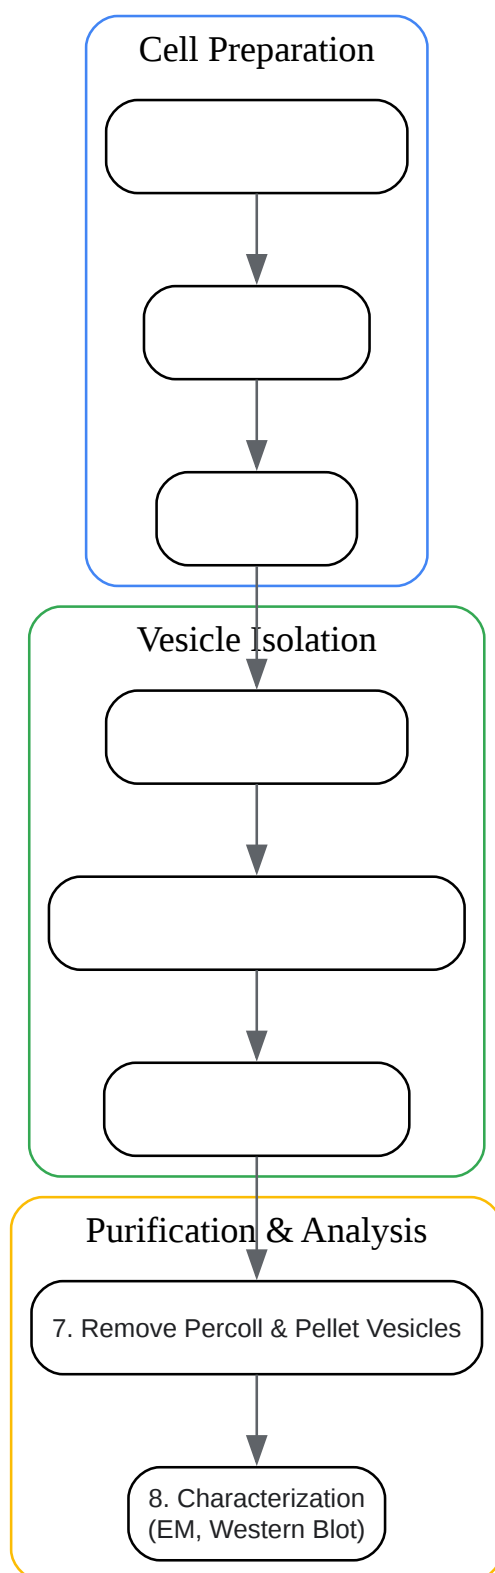 Cell Preparation
Vesicle Isolation
Purification & Analysis
7. Remove Percoll & Pellet Vesicles
8. Characterization
(EM, Western Blot)